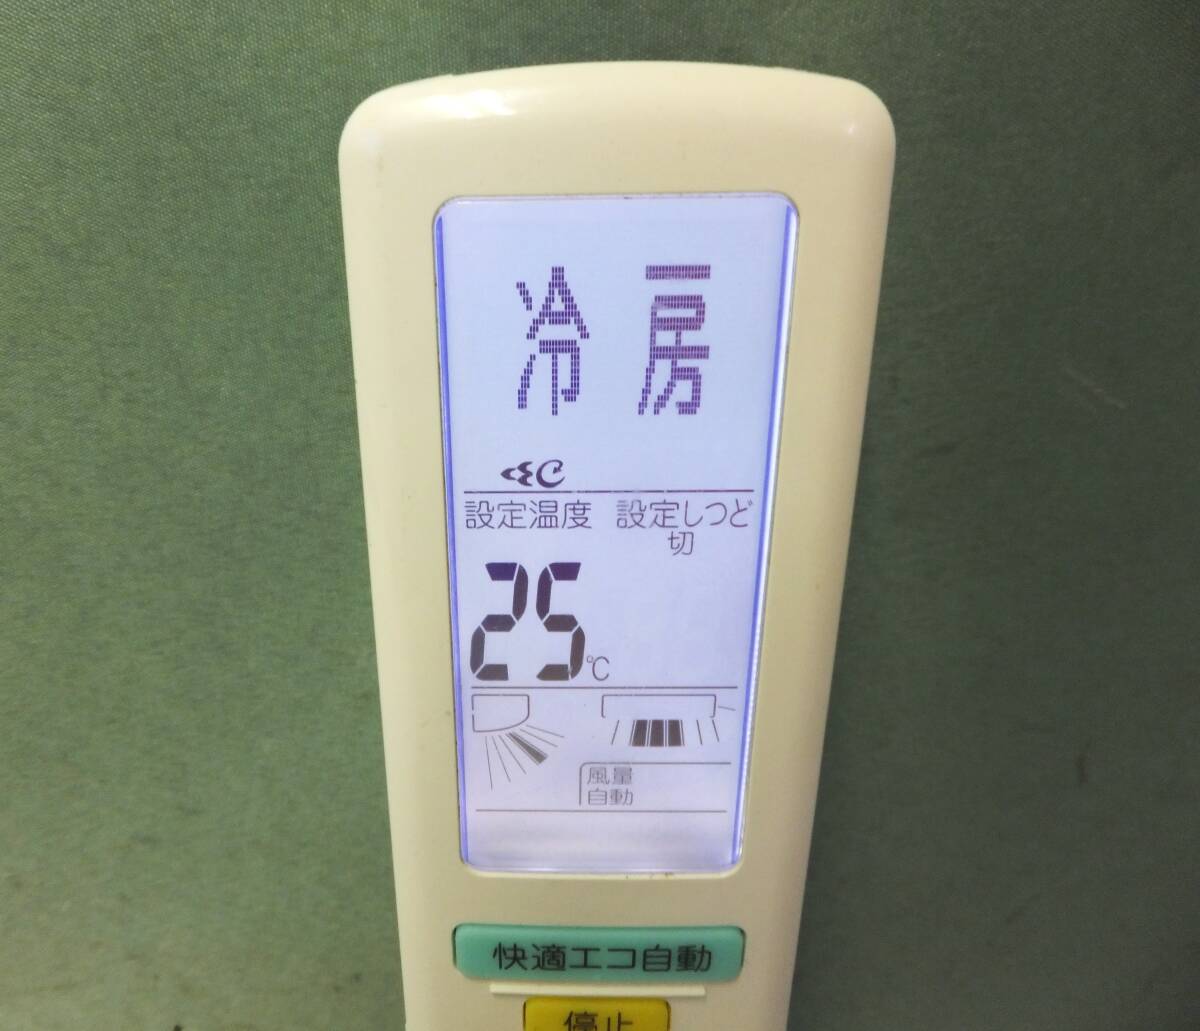 冷房
設定温度 設定しつど
切
25℃
風量
自動
快適エコ自動
停止